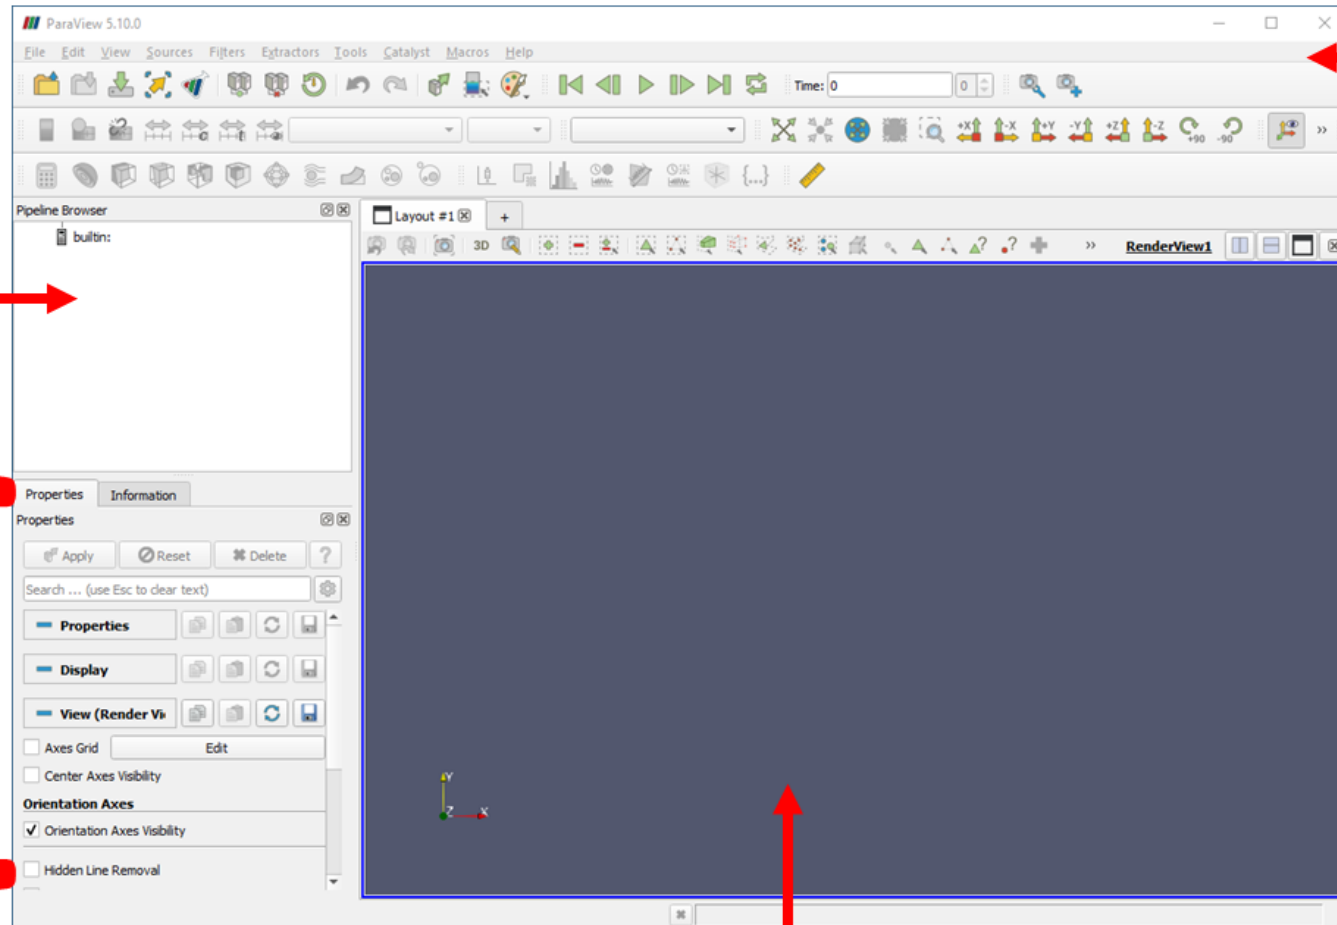 ParaView 5.10.0
File Edit View Sources Filters Extractors Tools Catalyst Macros Help
Time: 0 0
+X -X +Y -Y +Z -Z +90 -90 »
{...}
Pipeline Browser
builtin:
Layout #1 +
3D ? ? » RenderView1
Properties Information
Properties
Apply Reset Delete ?
Search ... (use Esc to clear text)
Properties
Display
View (Render Vi
Axes Grid Edit
Center Axes Visibility
Orientation Axes
Orientation Axes Visibility
Hidden Line Removal
Y
Z X